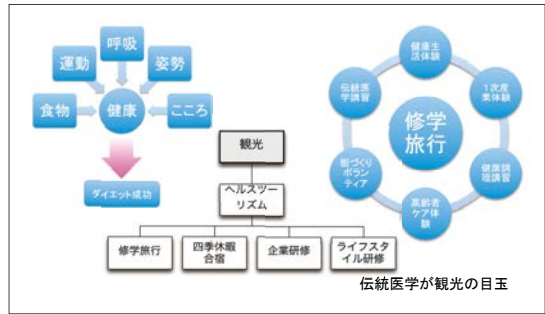 呼吸
運動
姿勢
食物
健康
こころ
ダイエット成功
観光
ヘルスツー
リズム
修学旅行
四季休暇
合宿
企業研修
ライフスタ
イル研修
健康生
活体験
伝統医
学講習
1次産
業体験
修学
旅行
街づくり
ボラン
ティア
健康調
理講習
高齢者
ケア体
験
伝統医学が観光の目玉